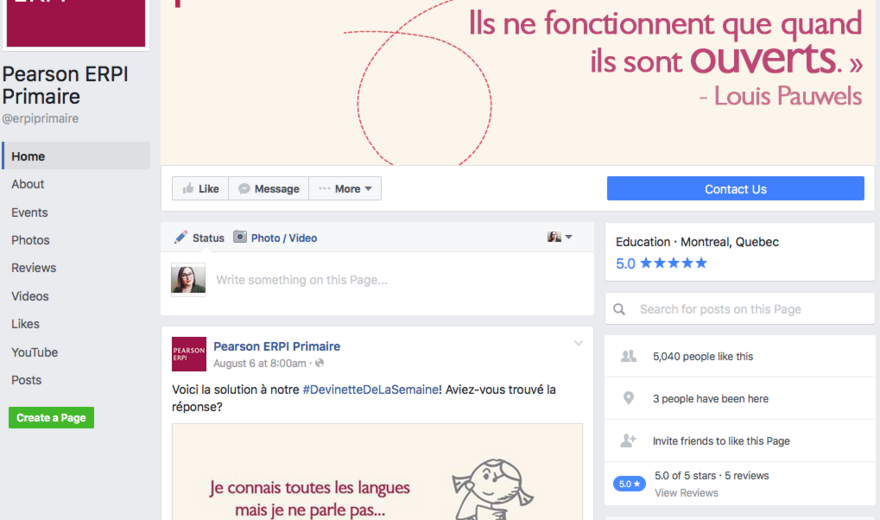 Ils ne fonctionnent que quand
ils sont ouverts. »
- Louis Pauwels
Pearson ERPI
Primaire
@erpiprimaire
Home
About
Events
Photos
Reviews
Videos
Likes
YouTube
Posts
Create a Page
Like
Message
More
Contact Us
Status
Photo / Video
Write something on this Page...
PEARSON
ERPI
Pearson ERPI Primaire
August 6 at 8:00am ·
Voici la solution à notre #DevinetteDeLaSemaine! Aviez-vous trouvé la
réponse?
Je connais toutes les langues
mais je ne parle pas...
Education · Montreal, Quebec
5.0 ★★★★★
Search for posts on this Page
5,040 people like this
3 people have been here
Invite friends to like this Page
5.0 ★
5.0 of 5 stars · 5 reviews
View Reviews